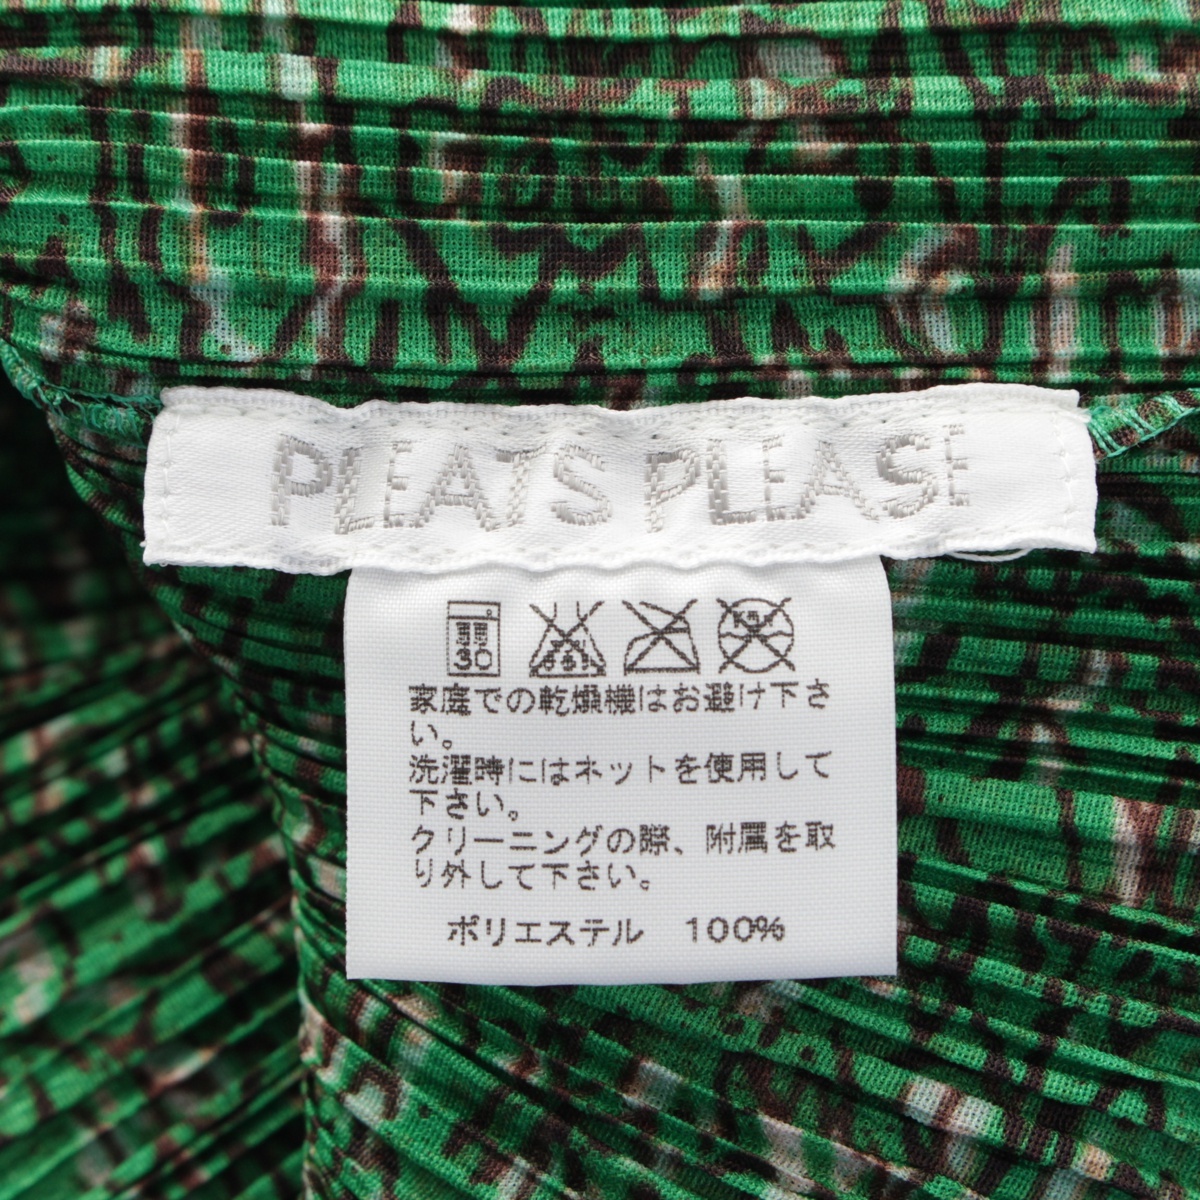 PLEATS PLEASE
弱
30
家庭での乾燥機はお避け下さ
い。
洗濯時にはネットを使用して
下さい。
クリーニングの際、附属を取
り外して下さい。
ポリエステル 100%